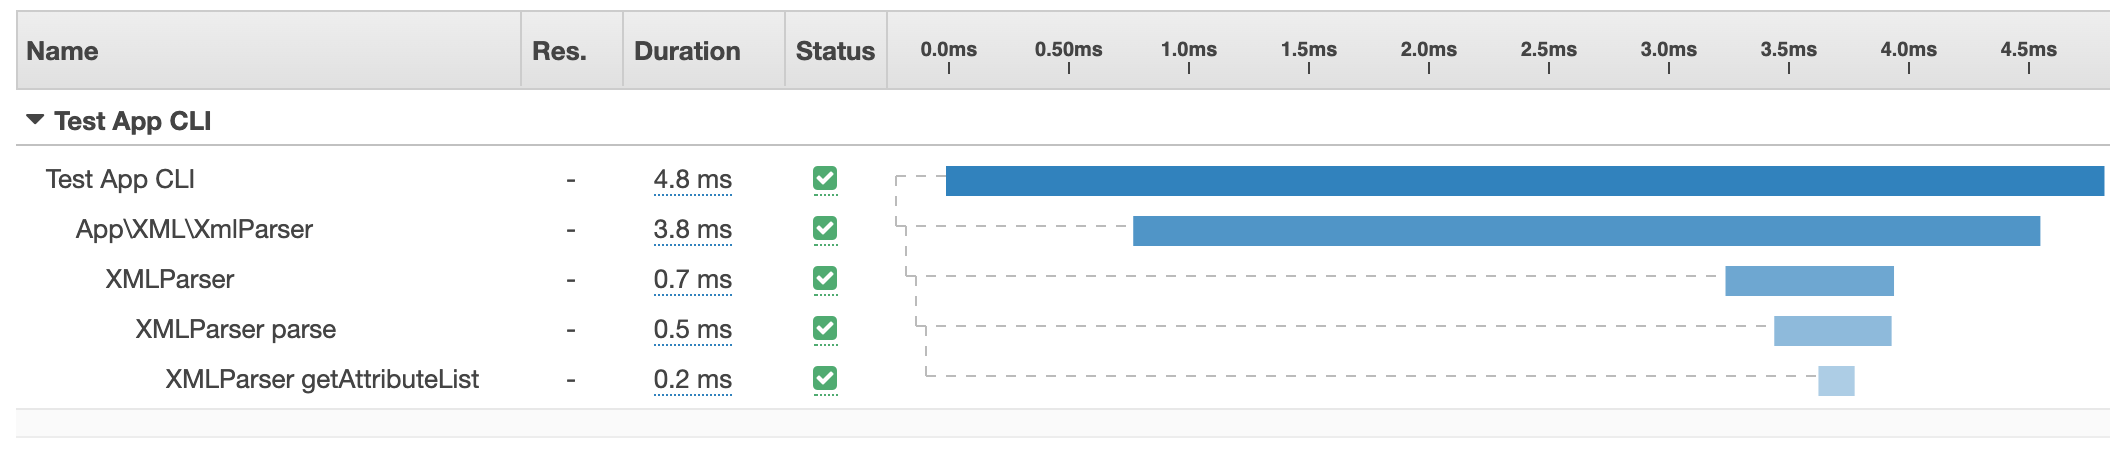 Name Res. Duration Status 0.0ms 0.50ms 1.0ms 1.5ms 2.0ms 2.5ms 3.0ms 3.5ms 4.0ms 4.5ms
Test App CLI
Test App CLI - 4.8 ms
App\XML\XmlParser - 3.8 ms
XMLParser - 0.7 ms
XMLParser parse - 0.5 ms
XMLParser getAttributeList - 0.2 ms